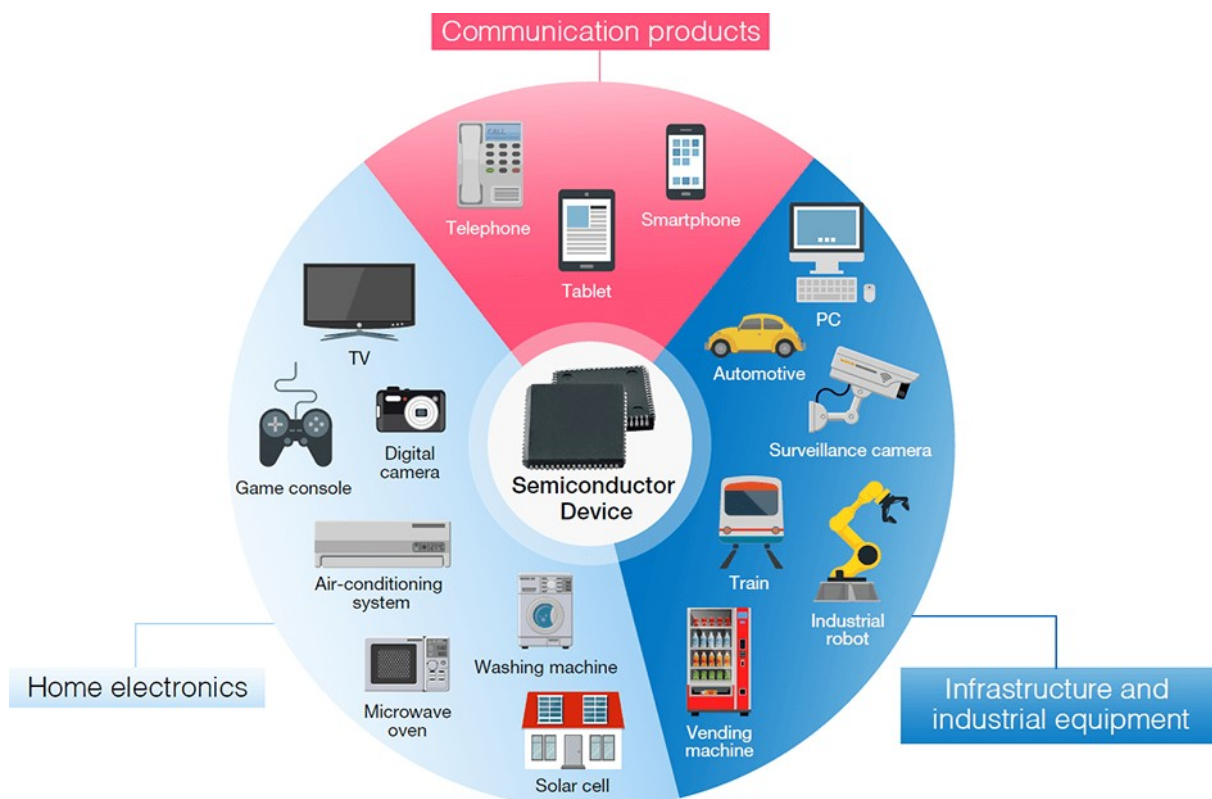 Communication products
CALL
Telephone
Smartphone
Tablet
PC
TV
Automotive
Digital
camera
Surveillance camera
Game console
Semiconductor
Device
Air-conditioning
system
Train
Industrial
robot
Washing machine
Home electronics
Microwave
oven
Vending
machine
Solar cell
Infrastructure and
industrial equipment